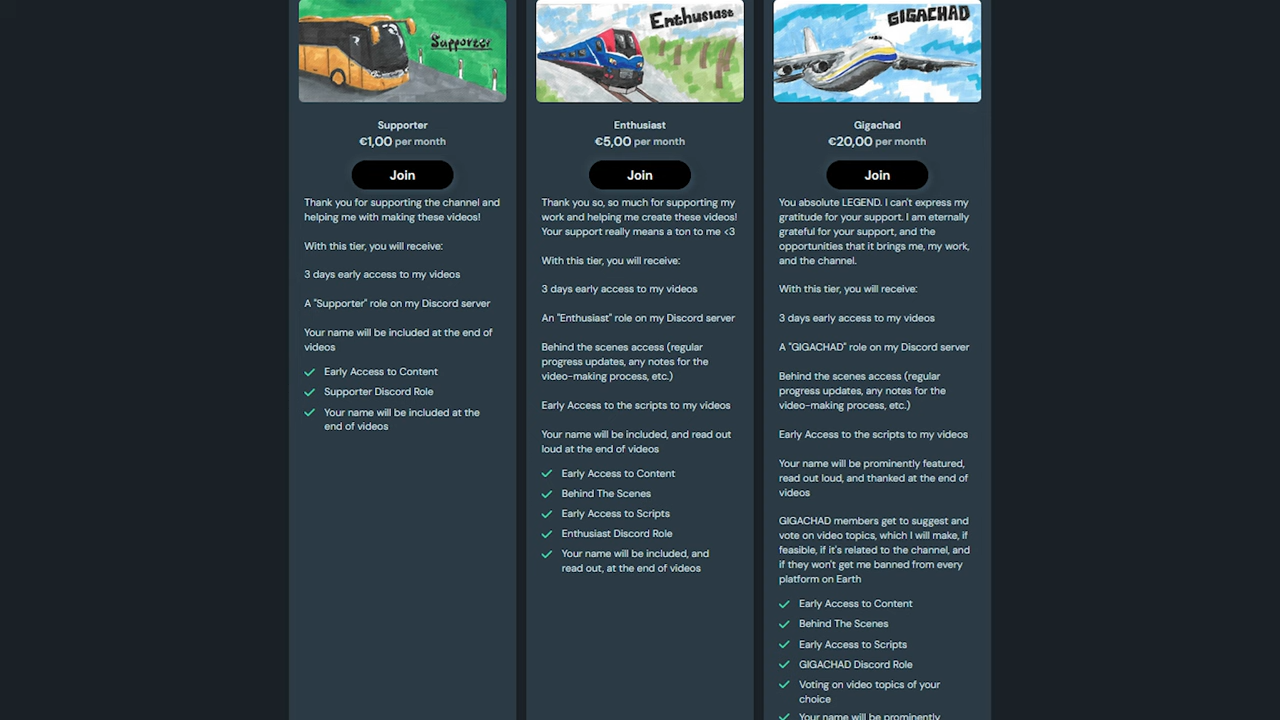 Supporter
Supporter
€1,00 per month
Join
Thank you for supporting the channel and
helping me with making these videos!
With this tier, you will receive:
3 days early access to my videos
A "Supporter" role on my Discord server
Your name will be included at the end of
videos
Early Access to Content
Supporter Discord Role
Your name will be included at the
end of videos
Enthusiast
Enthusiast
€5,00 per month
Join
Thank you so, so much for supporting my
work and helping me create these videos!
Your support really means a ton to me <3
With this tier, you will receive:
3 days early access to my videos
An "Enthusiast" role on my Discord server
Behind the scenes access (regular
progress updates, any notes for the
video-making process, etc.)
Early Access to the scripts to my videos
Your name will be included, and read out
loud at the end of videos
Early Access to Content
Behind The Scenes
Early Access to Scripts
Enthusiast Discord Role
Your name will be included, and
read out, at the end of videos
GIGACHAD
Gigachad
€20,00 per month
Join
You absolute LEGEND. I can't express my
gratitude for your support. I am eternally
grateful for your support, and the
opportunities that it brings me, my work,
and the channel.
With this tier, you will receive:
3 days early access to my videos
A "GIGACHAD" role on my Discord server
Behind the scenes access (regular
progress updates, any notes for the
video-making process, etc.)
Early Access to the scripts to my videos
Your name will be prominently featured,
read out loud, and thanked at the end of
videos
GIGACHAD members get to suggest and
vote on video topics, which I will make, if
feasible, if it's related to the channel, and
if they won't get me banned from every
platform on Earth
Early Access to Content
Behind The Scenes
Early Access to Scripts
GIGACHAD Discord Role
Voting on video topics of your
choice
Your name will be prominently